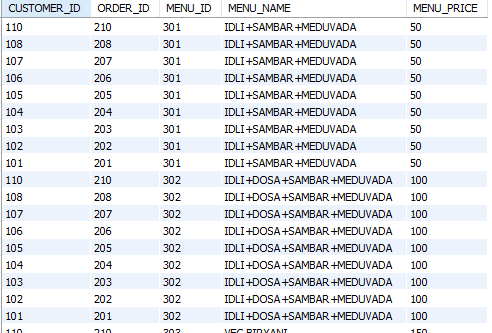 CUSTOMER_ID ORDER_ID MENU_ID MENU_NAME MENU_PRICE
110 210 301 IDLI+SAMBAR+MEDUVADA 50
108 208 301 IDLI+SAMBAR+MEDUVADA 50
107 207 301 IDLI+SAMBAR+MEDUVADA 50
106 206 301 IDLI+SAMBAR+MEDUVADA 50
105 205 301 IDLI+SAMBAR+MEDUVADA 50
104 204 301 IDLI+SAMBAR+MEDUVADA 50
103 203 301 IDLI+SAMBAR+MEDUVADA 50
102 202 301 IDLI+SAMBAR+MEDUVADA 50
101 201 301 IDLI+SAMBAR+MEDUVADA 50
110 210 302 IDLI+DOSA+SAMBAR+MEDUVADA 100
108 208 302 IDLI+DOSA+SAMBAR+MEDUVADA 100
107 207 302 IDLI+DOSA+SAMBAR+MEDUVADA 100
106 206 302 IDLI+DOSA+SAMBAR+MEDUVADA 100
105 205 302 IDLI+DOSA+SAMBAR+MEDUVADA 100
104 204 302 IDLI+DOSA+SAMBAR+MEDUVADA 100
103 203 302 IDLI+DOSA+SAMBAR+MEDUVADA 100
102 202 302 IDLI+DOSA+SAMBAR+MEDUVADA 100
101 201 302 IDLI+DOSA+SAMBAR+MEDUVADA 100
110 210 303 VEG BIRYANI 150